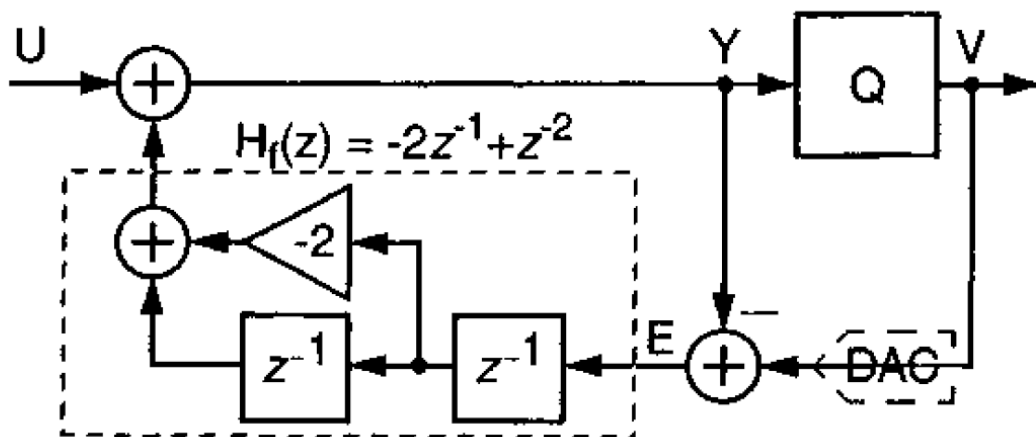 U
Y
V
+
Q
H_f(z) = -2z^{-1}+z^{-2}
+
-2
z^{-1}
z^{-1}
E
+
−
DAC